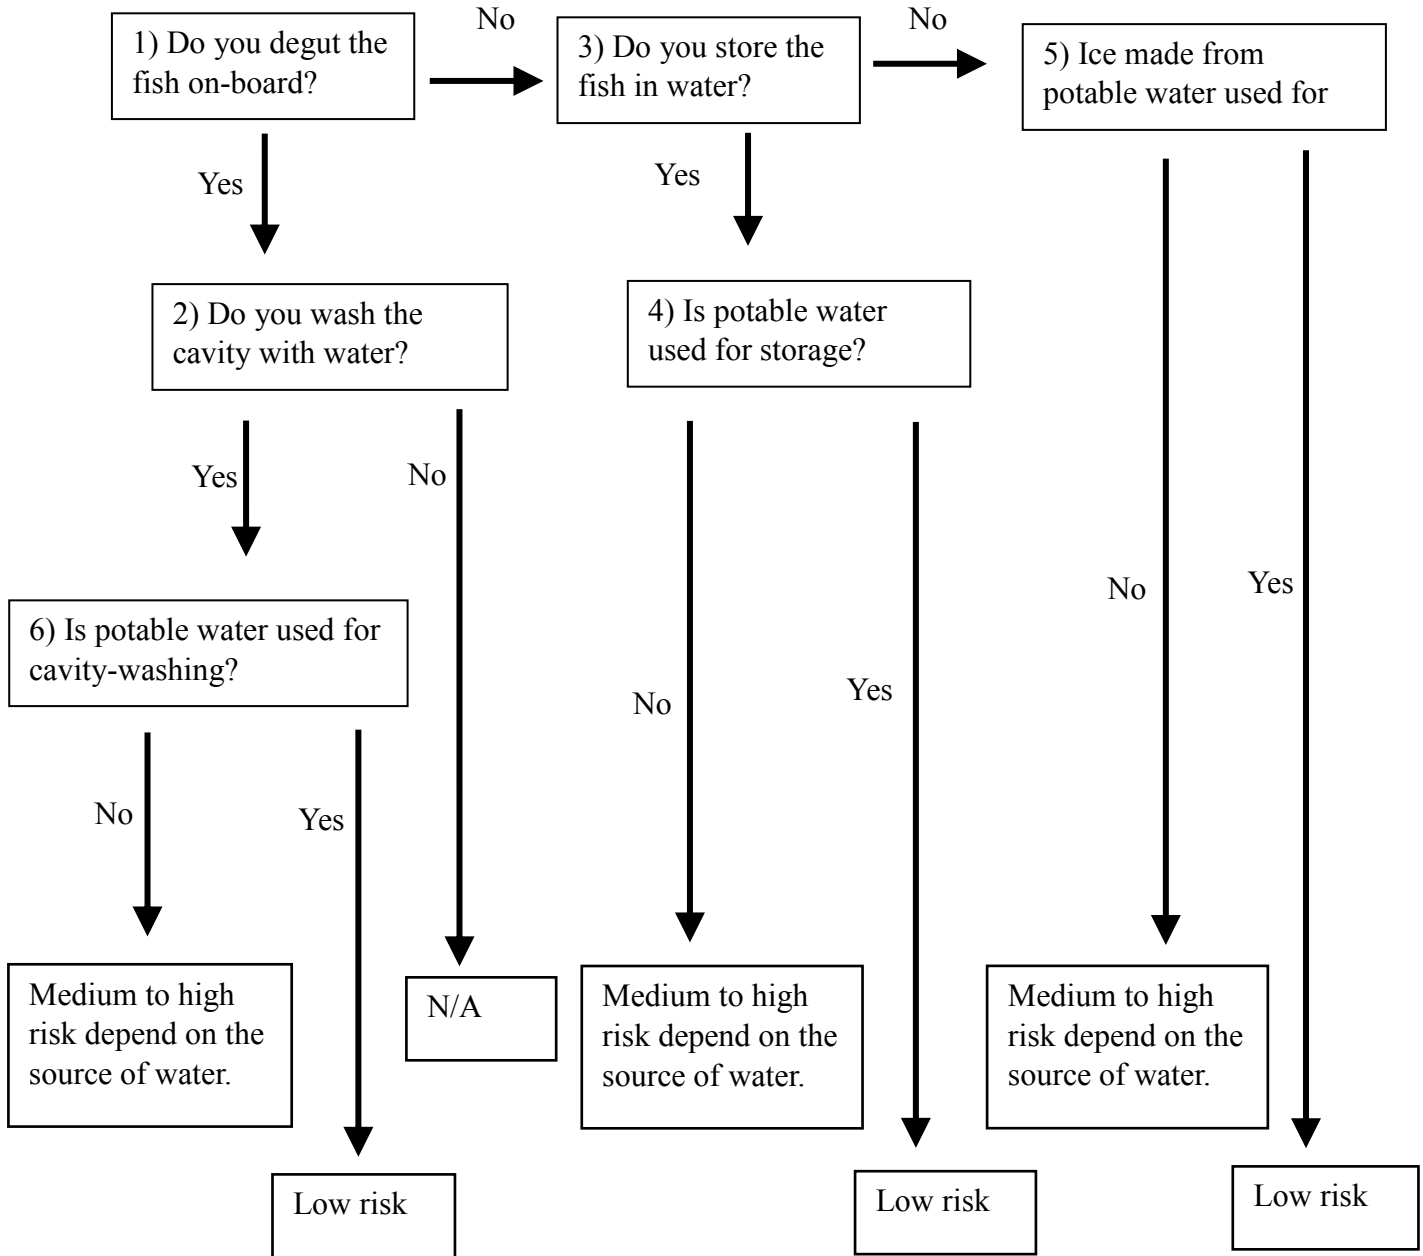 No
No
1) Do you degut the
fish on-board?
3) Do you store the
fish in water?
5) Ice made from
potable water used for
Yes
Yes
2) Do you wash the
cavity with water?
4) Is potable water
used for storage?
Yes
No
No
Yes
6) Is potable water used for
cavity-washing?
No
Yes
No
Yes
Medium to high
risk depend on the
source of water.
N/A
Medium to high
risk depend on the
source of water.
Medium to high
risk depend on the
source of water.
Low risk
Low risk
Low risk